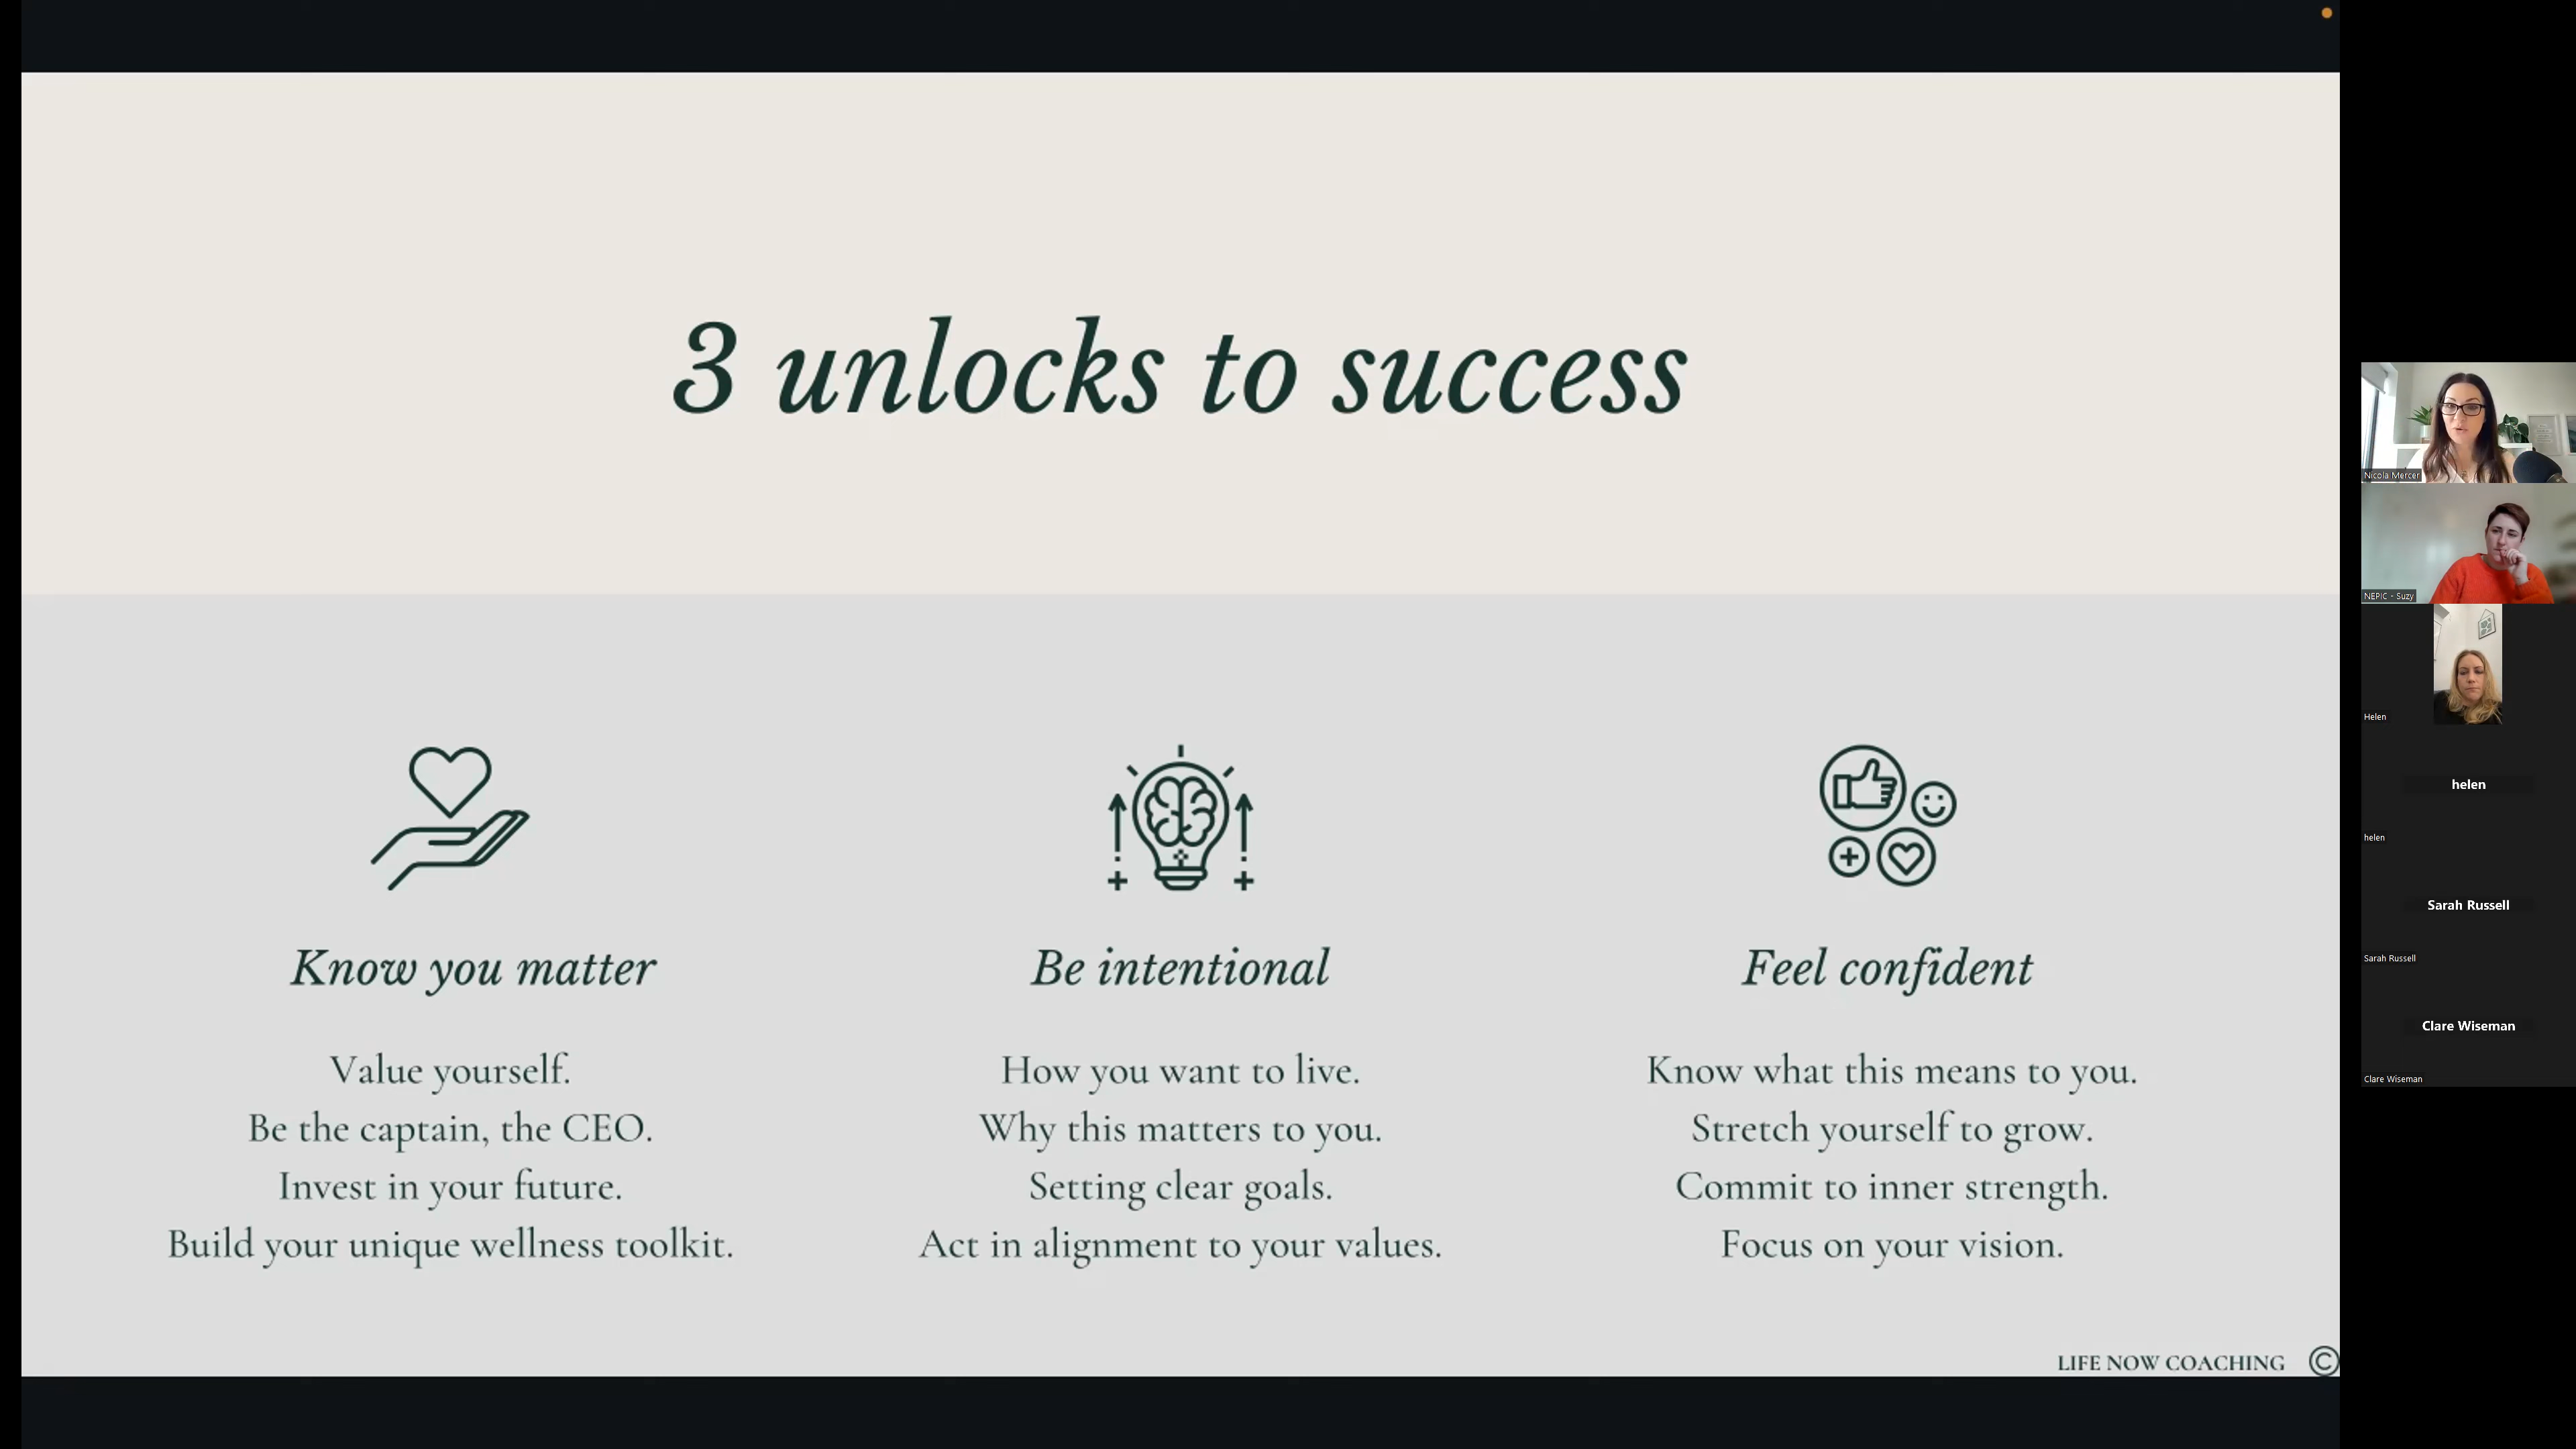 3 unlocks to success
Know you matter
Value yourself.
Be the captain, the CEO.
Invest in your future.
Build your unique wellness toolkit.
Be intentional
How you want to live.
Why this matters to you.
Setting clear goals.
Act in alignment to your values.
Feel confident
Know what this means to you.
Stretch yourself to grow.
Commit to inner strength.
Focus on your vision.
LIFE NOW COACHING ©
Nicola Mercer
NEPIC - Suzy
Helen
helen
helen
Sarah Russell
Sarah Russell
Clare Wiseman
Clare Wiseman